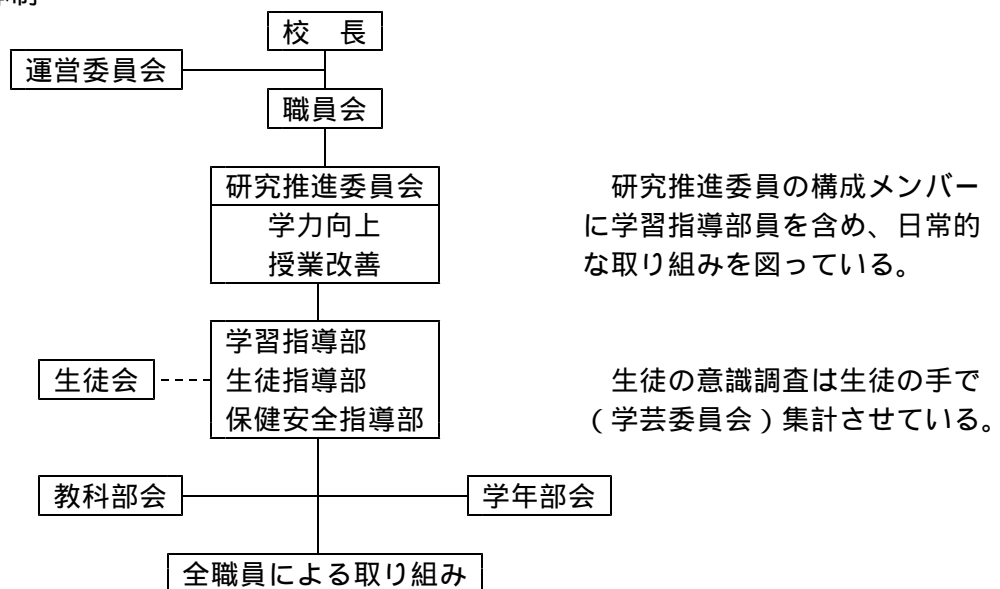 校　長
運営委員会
職員会
研究推進委員会
学力向上
授業改善
研究推進委員の構成メンバー
に学習指導部員を含め、日常的
な取り組みを図っている。
学習指導部
生徒会
生徒指導部
保健安全指導部
生徒の意識調査は生徒の手で
（学芸委員会）集計させている。
教科部会
学年部会
全職員による取り組み